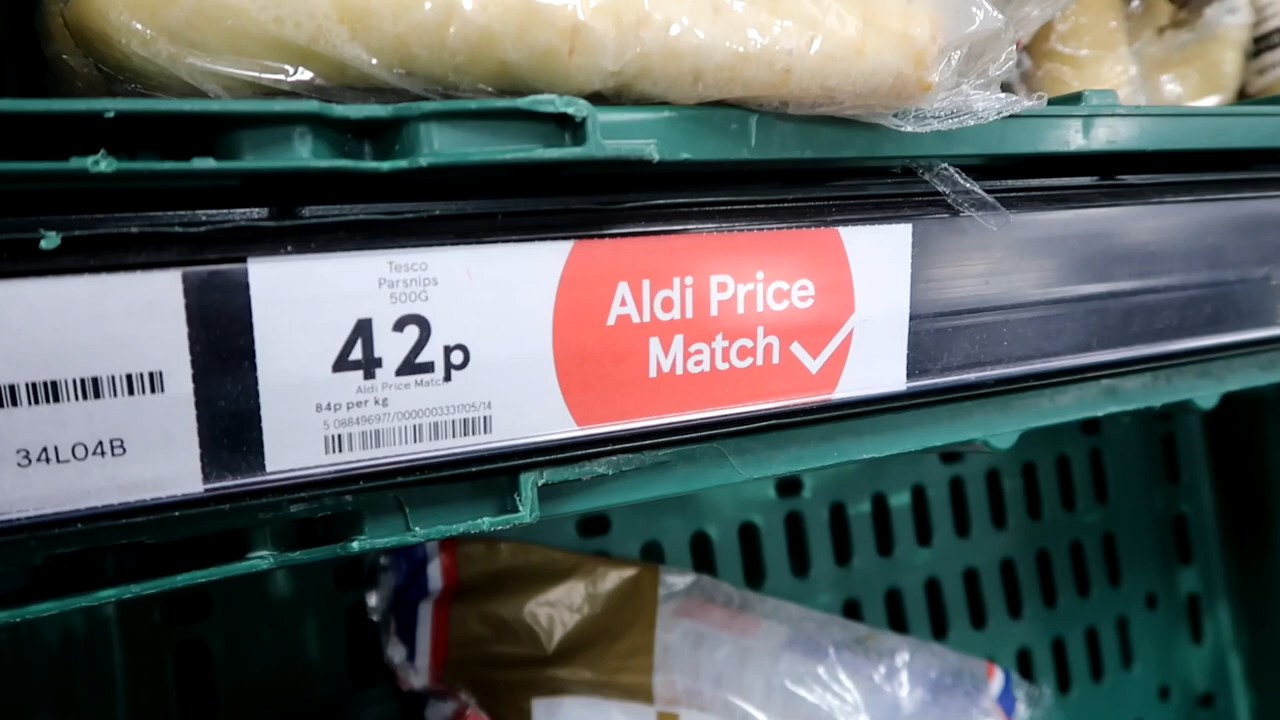 Tesco
Parsnips
500G
42p
Aldi Price Match
84p per kg
5 088496977/0000003331705/14
Aldi Price
Match
34L04B